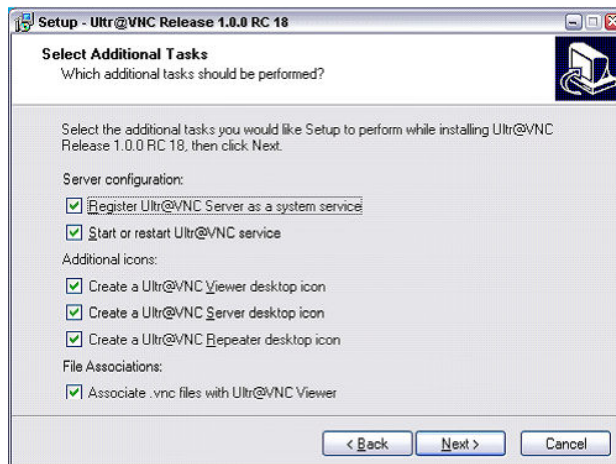 Setup - Ultr@VNC Release 1.0.0 RC 18
Select Additional Tasks
Which additional tasks should be performed?
Select the additional tasks you would like Setup to perform while installing Ultr@VNC
Release 1.0.0 RC 18, then click Next.
Server configuration:
Register Ultr@VNC Server as a system service
Start or restart Ultr@VNC service
Additional icons:
Create a Ultr@VNC Viewer desktop icon
Create a Ultr@VNC Server desktop icon
Create a Ultr@VNC Repeater desktop icon
File Associations:
Associate .vnc files with Ultr@VNC Viewer
< Back Next > Cancel